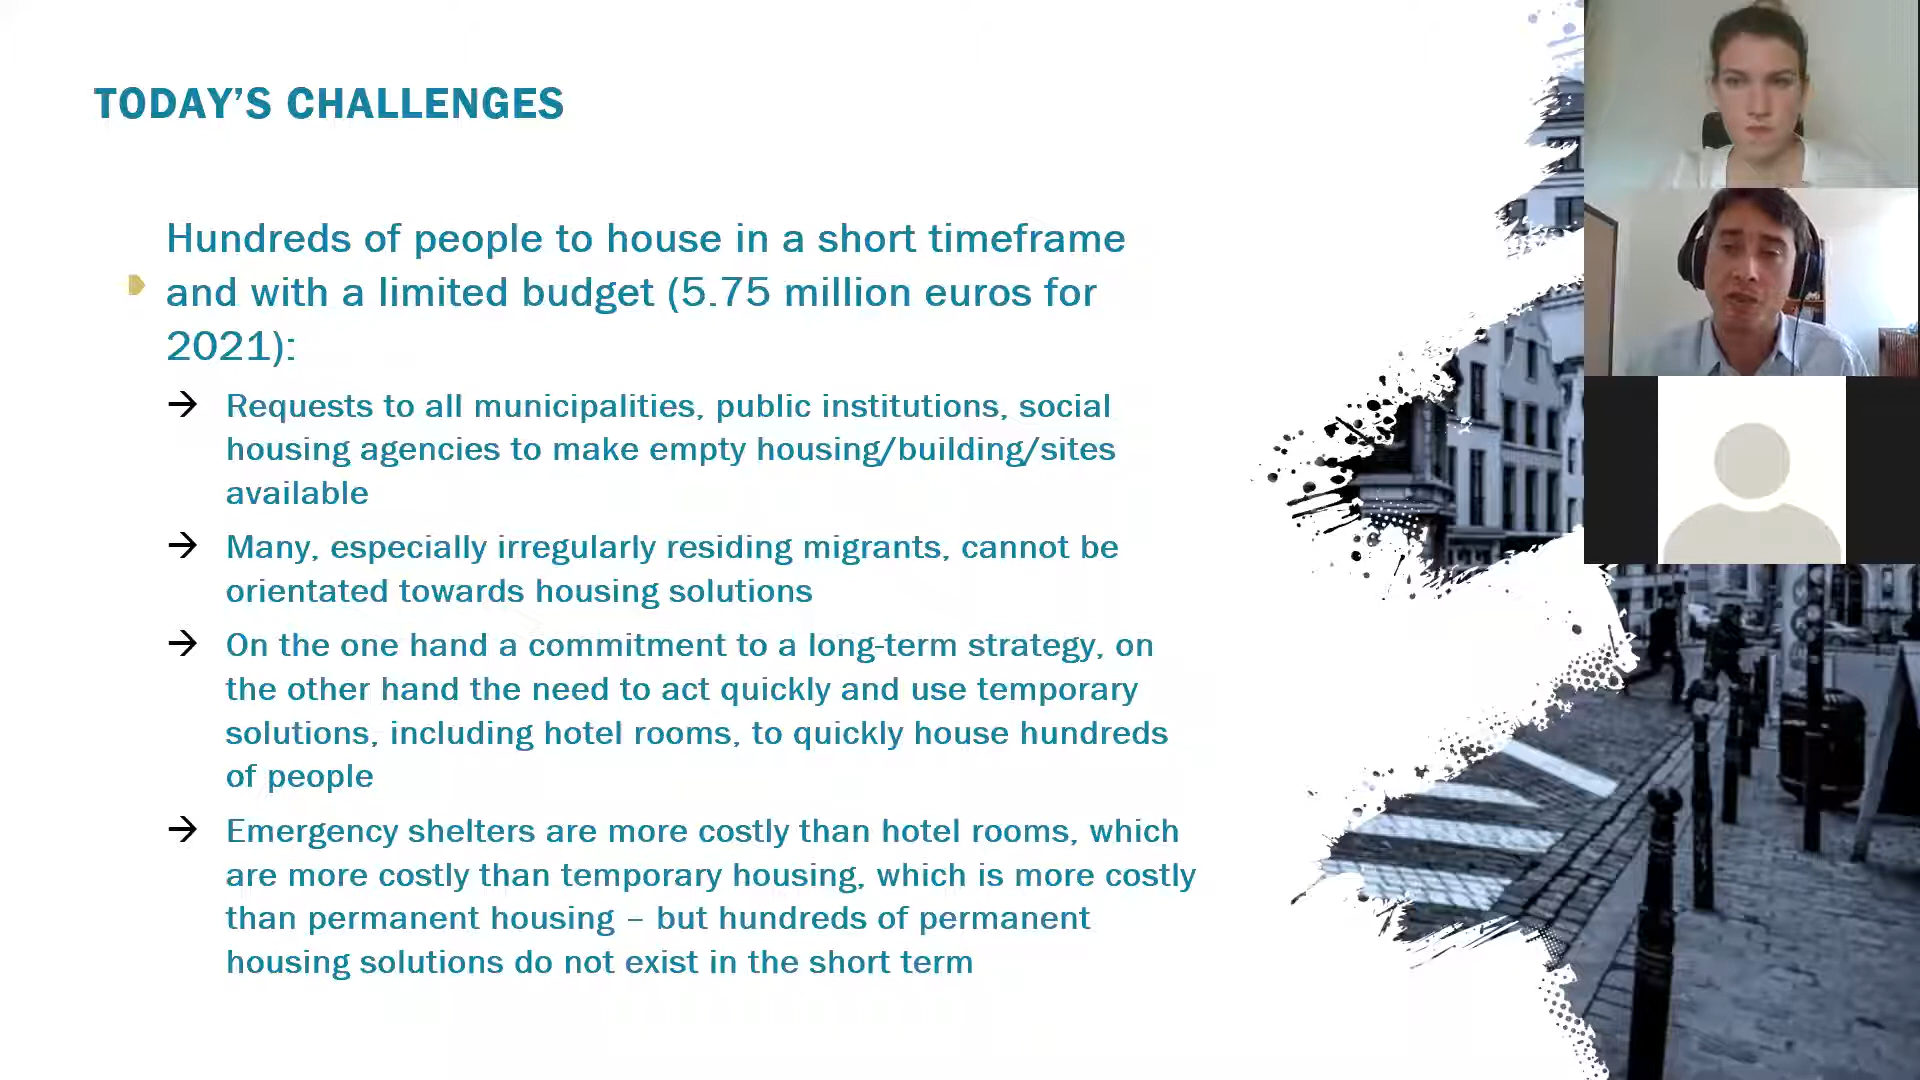 TODAY'S CHALLENGES
Hundreds of people to house in a short timeframe
and with a limited budget (5.75 million euros for
2021):
→ Requests to all municipalities, public institutions, social
housing agencies to make empty housing/building/sites
available
→ Many, especially irregularly residing migrants, cannot be
orientated towards housing solutions
→ On the one hand a commitment to a long-term strategy, on
the other hand the need to act quickly and use temporary
solutions, including hotel rooms, to quickly house hundreds
of people
→ Emergency shelters are more costly than hotel rooms, which
are more costly than temporary housing, which is more costly
than permanent housing – but hundreds of permanent
housing solutions do not exist in the short term